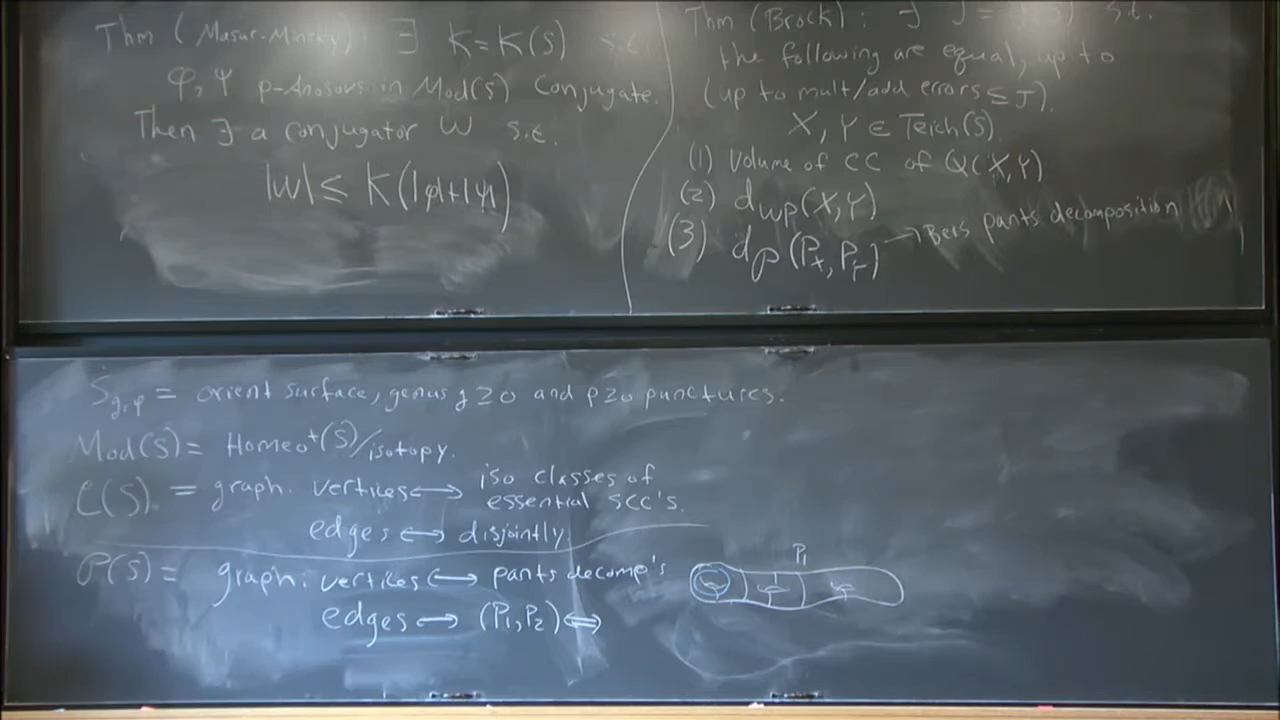 Thm (Masur-Minsky) ∃ K=K(S) s.t.
φ, ψ p-Anosovs in Mod(S) Conjugate.
Then ∃ a conjugator w s.t.
|w| ≤ K(|φ|+|ψ|)
Thm (Brock): ∃ J = s.t.
the following are equal, up to
(up to mult/add errors ≤ J).
X, Y ∈ Teich(S)
(1) Volume of CC of Q(X,Y)
(2) d_WP(X,Y)
(3) d_P(P_X, P_Y) → Bers pants decomposition
S_{g,p} = orient surface, genus g ≥ 0 and p ≥ 0 punctures.
Mod(S) = Homeo⁺(S)/isotopy.
C(S) = graph. vertices ↔ iso classes of
essential SCC's.
edges ↔ disjointly
P(S) = graph: vertices ↔ pants decomp's
edges ↔ (P₁,P₂) ⇔
P₁